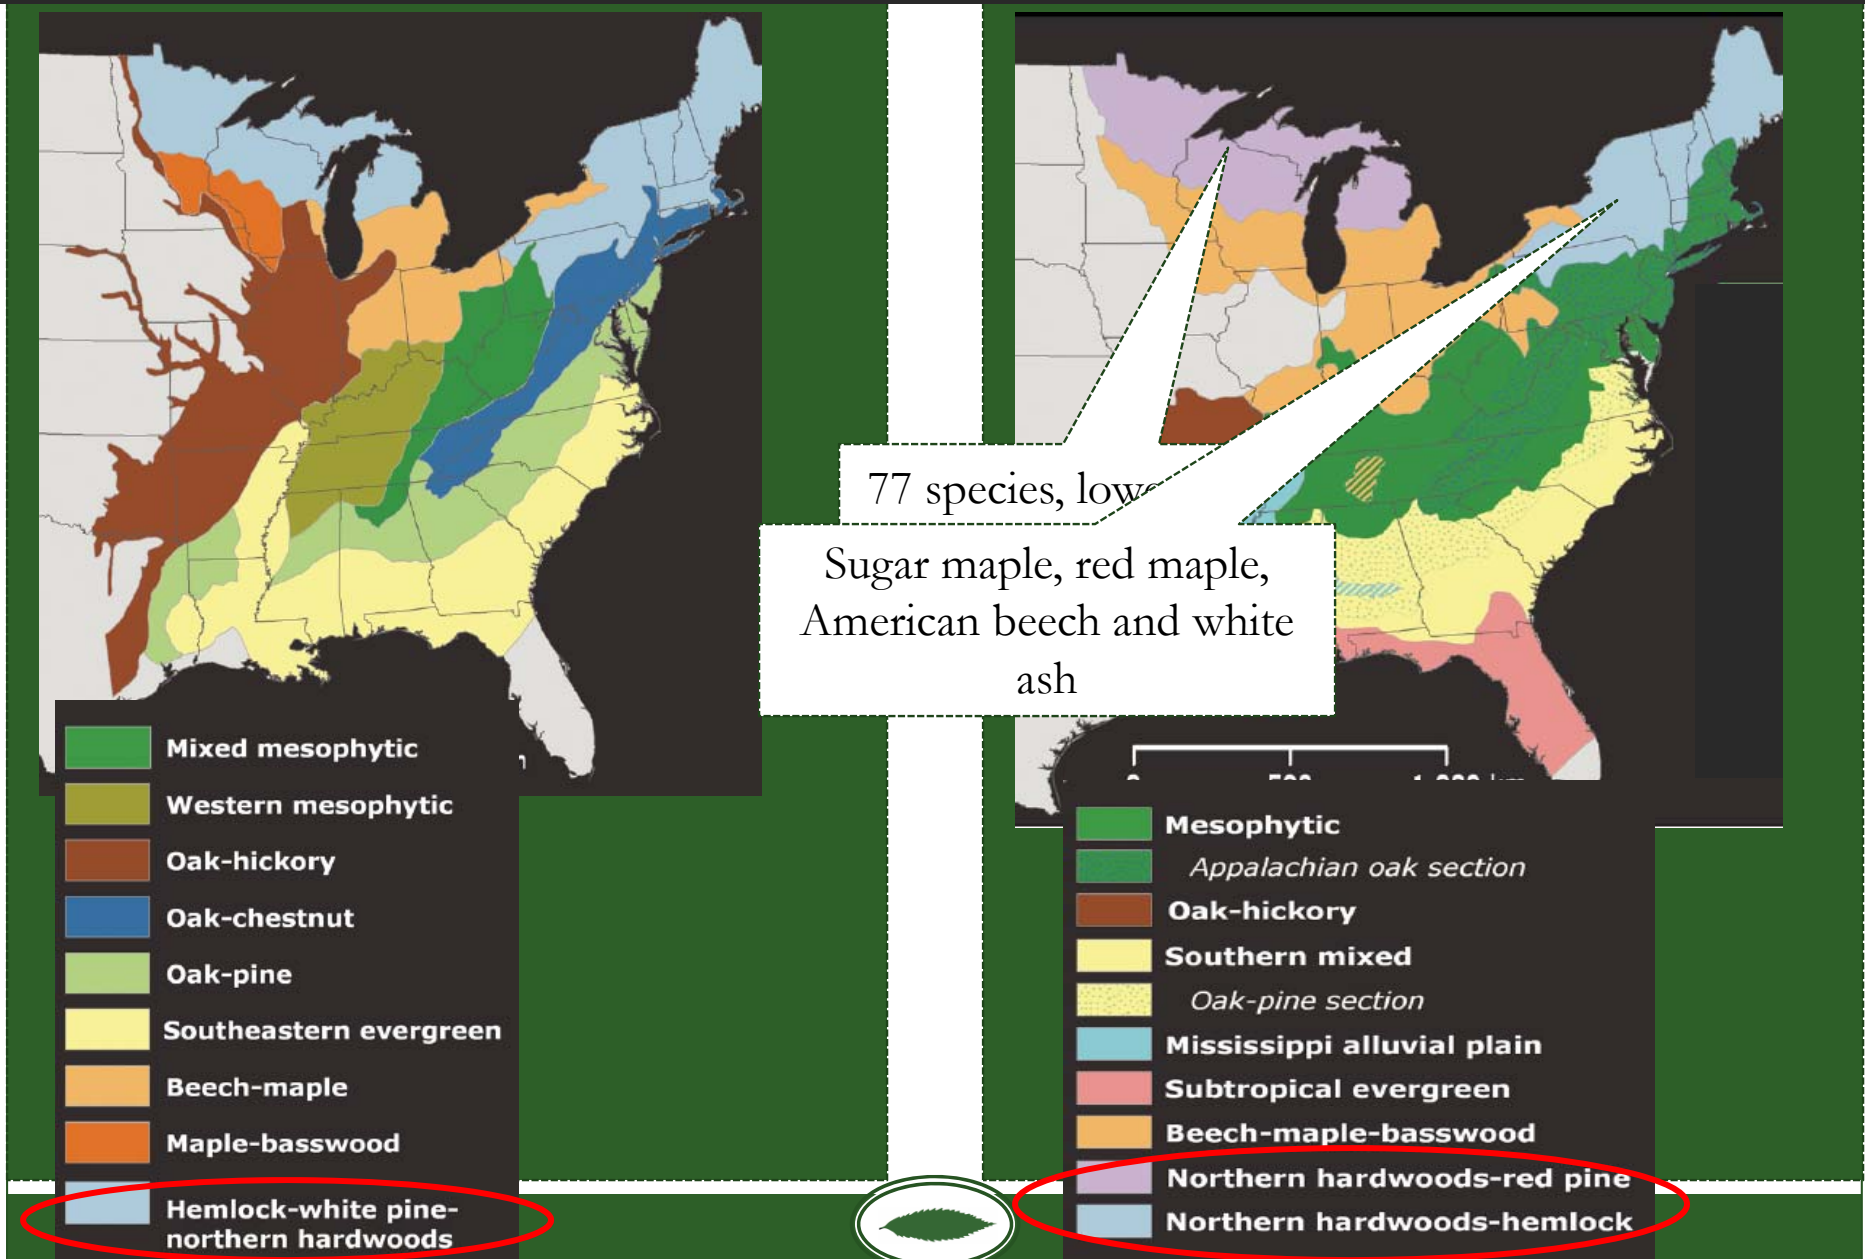 77 species,
Sugar maple, red maple,
American beech and white
ash
Mixed mesophytic
Western mesophytic
Oak-hickory
Oak-chestnut
Oak-pine
Southeastern evergreen
Beech-maple
Maple-basswood
Hemlock-white pine-
northern hardwoods
Mesophytic
Appalachian oak section
Oak-hickory
Southern mixed
Oak-pine section
Mississippi alluvial plain
Subtropical evergreen
Beech-maple-basswood
Northern hardwoods-red pine
Northern hardwoods-hemlock